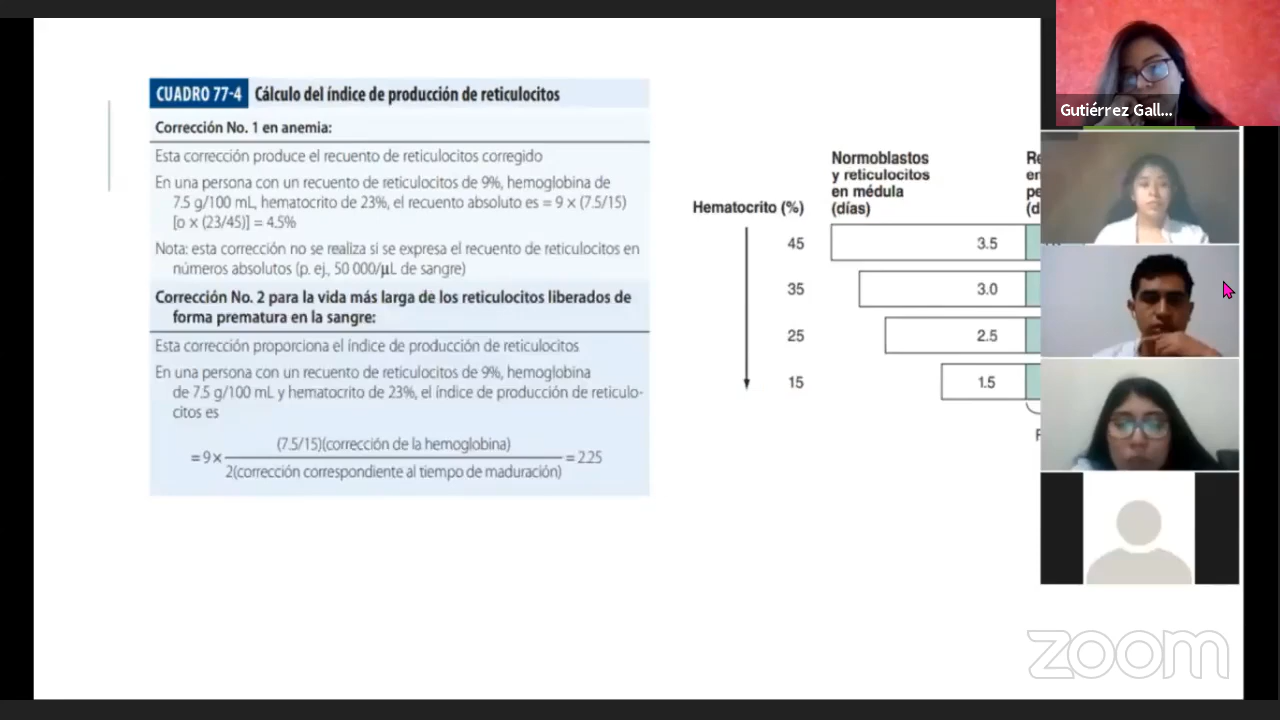 CUADRO 77-4 Cálculo del índice de producción de reticulocitos
Corrección No. 1 en anemia:
Esta corrección produce el recuento de reticulocitos corregido
En una persona con un recuento de reticulocitos de 9%, hemoglobina de
7.5 g/100 mL, hematocrito de 23%, el recuento absoluto es = 9 × (7.5/15)
[o × (23/45)] = 4.5%
Nota: esta corrección no se realiza si se expresa el recuento de reticulocitos en
números absolutos (p. ej., 50 000/μL de sangre)
Corrección No. 2 para la vida más larga de los reticulocitos liberados de
forma prematura en la sangre:
Esta corrección proporciona el índice de producción de reticulocitos
En una persona con un recuento de reticulocitos de 9%, hemoglobina
de 7.5 g/100 mL y hematocrito de 23%, el índice de producción de reticulo-
citos es
(7.5/15)(corrección de la hemoglobina)
= 9 × = 2.25
2(corrección correspondiente al tiempo de maduración)
Hematocrito (%)
Normoblastos
y reticulocitos
en médula
(días)
Re
en
pe
(d
45 3.5
35 3.0
25 2.5
15 1.5
Gutiérrez Gall...
zoom